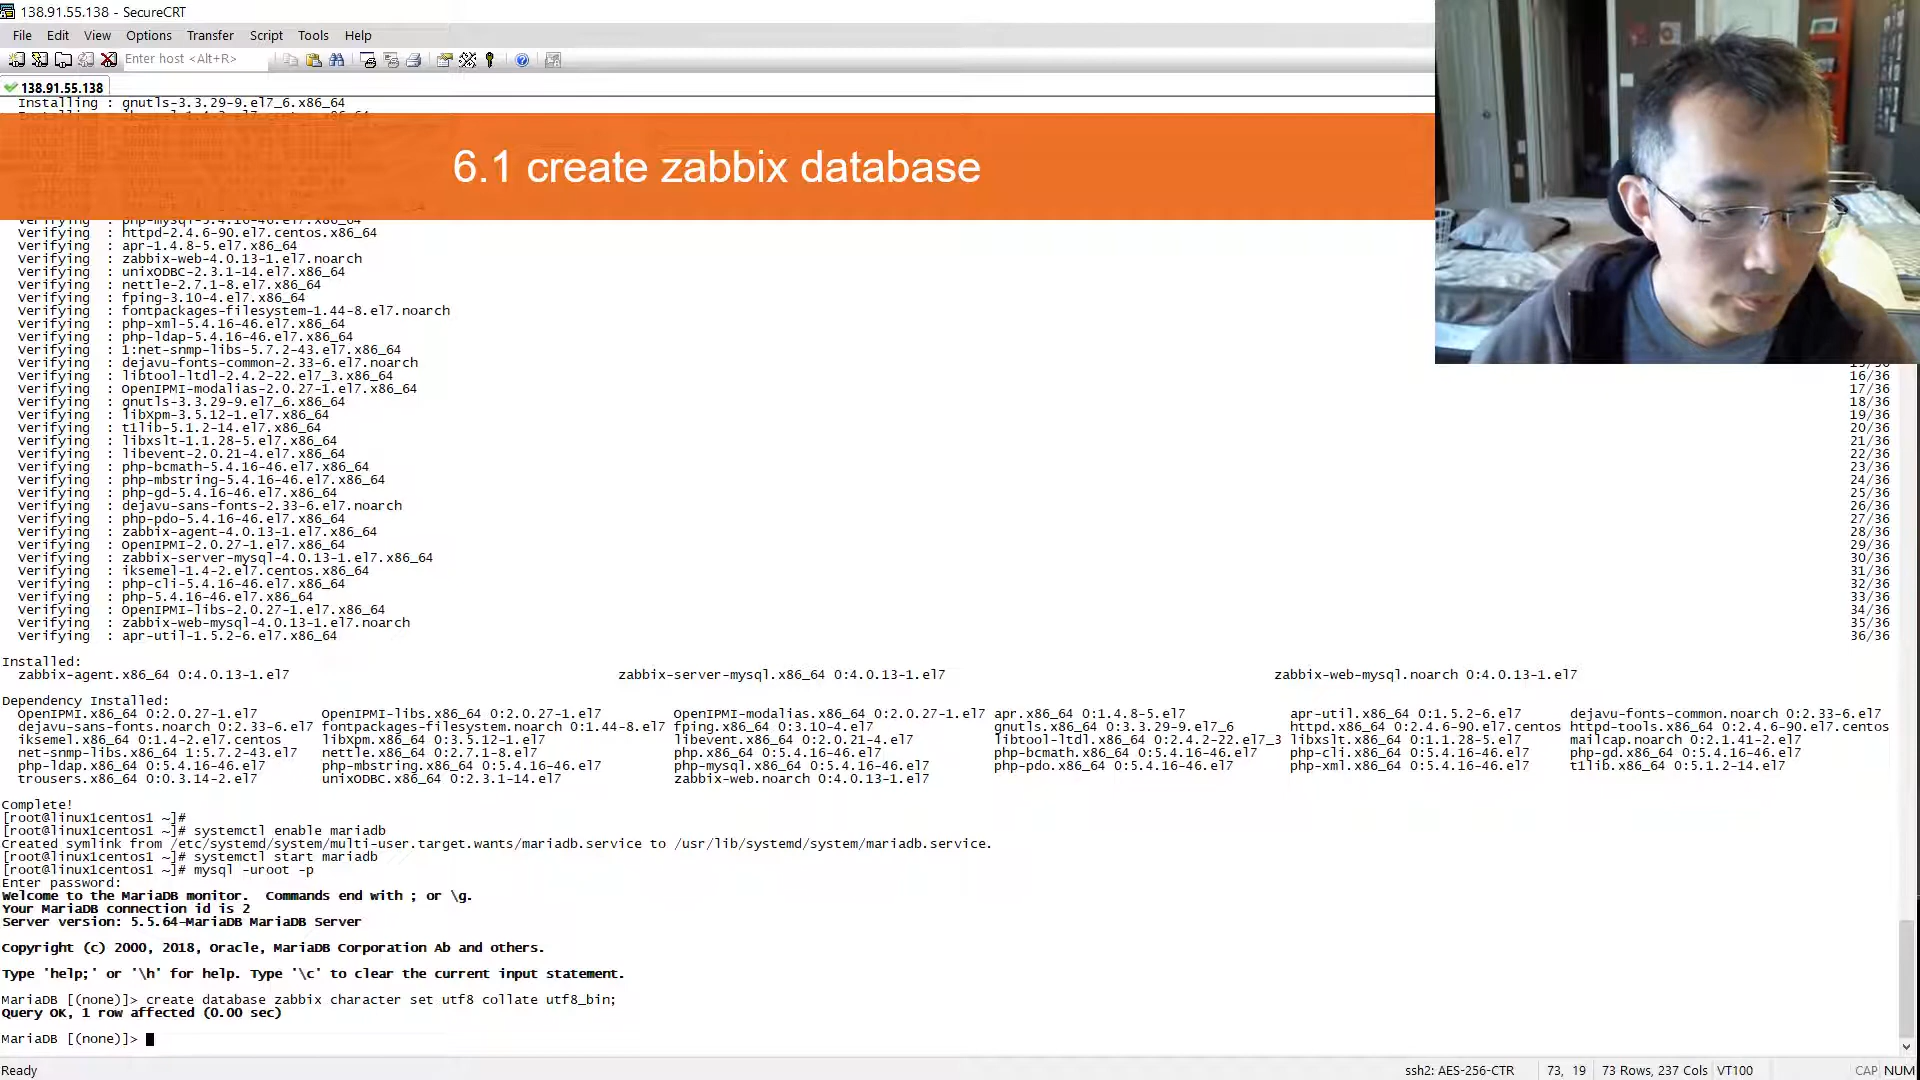 138.91.55.138 - SecureCRT
File Edit View Options Transfer Script Tools Help
Enter host <Alt+R>
138.91.55.138
Installing : gnutls-3.3.29-9.el7_6.x86_64
6.1 create zabbix database
Verifying : php-mysql-5.4.16-46.el7.x86_64
Verifying : httpd-2.4.6-90.el7.centos.x86_64
Verifying : apr-1.4.8-5.el7.x86_64
Verifying : zabbix-web-4.0.13-1.el7.noarch
Verifying : unixODBC-2.3.1-14.el7.x86_64
Verifying : nettle-2.7.1-8.el7.x86_64
Verifying : fping-3.10-4.el7.x86_64
Verifying : fontpackages-filesystem-1.44-8.el7.noarch
Verifying : php-xml-5.4.16-46.el7.x86_64
Verifying : php-ldap-5.4.16-46.el7.x86_64
Verifying : 1:net-snmp-libs-5.7.2-43.el7.x86_64
Verifying : dejavu-fonts-common-2.33-6.el7.noarch
Verifying : libtool-ltdl-2.4.2-22.el7_3.x86_64 16/36
Verifying : OpenIPMI-modalias-2.0.27-1.el7.x86_64 17/36
Verifying : gnutls-3.3.29-9.el7_6.x86_64 18/36
Verifying : libXpm-3.5.12-1.el7.x86_64 19/36
Verifying : t1lib-5.1.2-14.el7.x86_64 20/36
Verifying : libxslt-1.1.28-5.el7.x86_64 21/36
Verifying : libevent-2.0.21-4.el7.x86_64 22/36
Verifying : php-bcmath-5.4.16-46.el7.x86_64 23/36
Verifying : php-mbstring-5.4.16-46.el7.x86_64 24/36
Verifying : php-gd-5.4.16-46.el7.x86_64 25/36
Verifying : dejavu-sans-fonts-2.33-6.el7.noarch 26/36
Verifying : php-pdo-5.4.16-46.el7.x86_64 27/36
Verifying : zabbix-agent-4.0.13-1.el7.x86_64 28/36
Verifying : OpenIPMI-2.0.27-1.el7.x86_64 29/36
Verifying : zabbix-server-mysql-4.0.13-1.el7.x86_64 30/36
Verifying : iksemel-1.4-2.el7.centos.x86_64 31/36
Verifying : php-cli-5.4.16-46.el7.x86_64 32/36
Verifying : php-5.4.16-46.el7.x86_64 33/36
Verifying : OpenIPMI-libs-2.0.27-1.el7.x86_64 34/36
Verifying : zabbix-web-mysql-4.0.13-1.el7.noarch 35/36
Verifying : apr-util-1.5.2-6.el7.x86_64 36/36
Installed:
zabbix-agent.x86_64 0:4.0.13-1.el7 zabbix-server-mysql.x86_64 0:4.0.13-1.el7 zabbix-web-mysql.noarch 0:4.0.13-1.el7
Dependency Installed:
OpenIPMI.x86_64 0:2.0.27-1.el7 OpenIPMI-libs.x86_64 0:2.0.27-1.el7 OpenIPMI-modalias.x86_64 0:2.0.27-1.el7 apr.x86_64 0:1.4.8-5.el7 apr-util.x86_64 0:1.5.2-6.el7 dejavu-fonts-common.noarch 0:2.33-6.el7
dejavu-sans-fonts.noarch 0:2.33-6.el7 fontpackages-filesystem.noarch 0:1.44-8.el7 fping.x86_64 0:3.10-4.el7 gnutls.x86_64 0:3.3.29-9.el7_6 httpd.x86_64 0:2.4.6-90.el7.centos httpd-tools.x86_64 0:2.4.6-90.el7.centos
iksemel.x86_64 0:1.4-2.el7.centos libXpm.x86_64 0:3.5.12-1.el7 libevent.x86_64 0:2.0.21-4.el7 libtool-ltdl.x86_64 0:2.4.2-22.el7_3 libxslt.x86_64 0:1.1.28-5.el7 mailcap.noarch 0:2.1.41-2.el7
net-snmp-libs.x86_64 1:5.7.2-43.el7 nettle.x86_64 0:2.7.1-8.el7 php.x86_64 0:5.4.16-46.el7 php-bcmath.x86_64 0:5.4.16-46.el7 php-cli.x86_64 0:5.4.16-46.el7 php-gd.x86_64 0:5.4.16-46.el7
php-ldap.x86_64 0:5.4.16-46.el7 php-mbstring.x86_64 0:5.4.16-46.el7 php-mysql.x86_64 0:5.4.16-46.el7 php-pdo.x86_64 0:5.4.16-46.el7 php-xml.x86_64 0:5.4.16-46.el7 t1lib.x86_64 0:5.1.2-14.el7
trousers.x86_64 0:0.3.14-2.el7 unixODBC.x86_64 0:2.3.1-14.el7 zabbix-web.noarch 0:4.0.13-1.el7
Complete!
[root@linux1centos1 ~]#
[root@linux1centos1 ~]# systemctl enable mariadb
Created symlink from /etc/systemd/system/multi-user.target.wants/mariadb.service to /usr/lib/systemd/system/mariadb.service.
[root@linux1centos1 ~]# systemctl start mariadb
[root@linux1centos1 ~]# mysql -uroot -p
Enter password:
Welcome to the MariaDB monitor.  Commands end with ; or \g.
Your MariaDB connection id is 2
Server version: 5.5.64-MariaDB MariaDB Server
Copyright (c) 2000, 2018, Oracle, MariaDB Corporation Ab and others.
Type 'help;' or '\h' for help. Type '\c' to clear the current input statement.
MariaDB [(none)]> create database zabbix character set utf8 collate utf8_bin;
Query OK, 1 row affected (0.00 sec)
MariaDB [(none)]>
Ready ssh2: AES-256-CTR 73, 19 73 Rows, 237 Cols VT100 CAP NUM